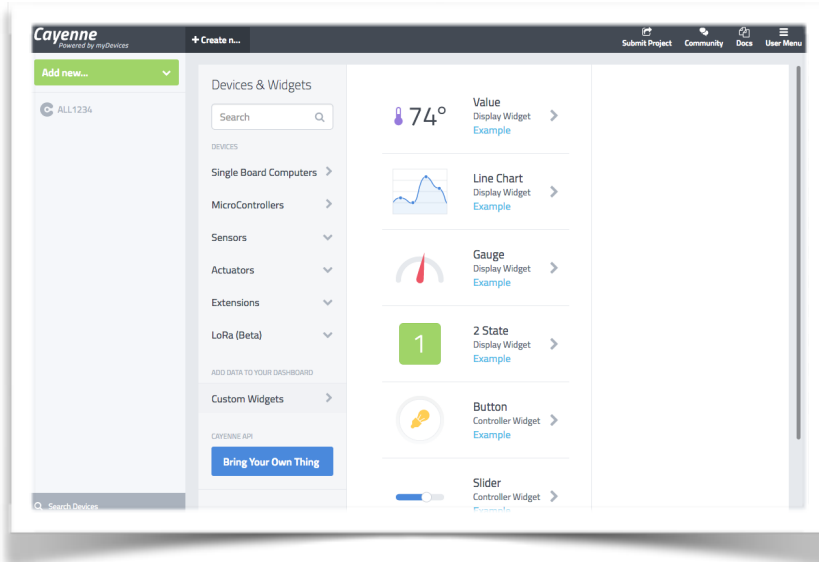 Cayenne
Powered by myDevices
+ Create n...
Submit Project
Community
Docs
User Menu
Add new...
ALL1234
Search Devices
Devices & Widgets
Search
DEVICES
Single Board Computers
MicroControllers
Sensors
Actuators
Extensions
LoRa (Beta)
ADD DATA TO YOUR DASHBOARD
Custom Widgets
CAYENNE API
Bring Your Own Thing
74°
Value
Display Widget
Example
Line Chart
Display Widget
Example
Gauge
Display Widget
Example
1
2 State
Display Widget
Example
Button
Controller Widget
Example
Slider
Controller Widget
Example